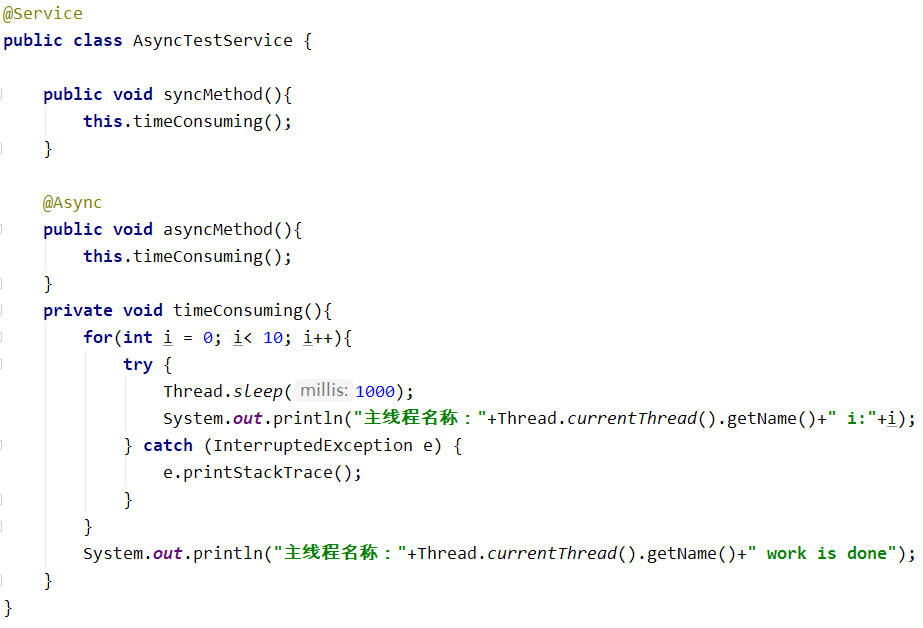 @Service
public class AsyncTestService {
    public void syncMethod(){
        this.timeConsuming();
    }
    @Async
    public void asyncMethod(){
        this.timeConsuming();
    }
    private void timeConsuming(){
        for(int i = 0; i< 10; i++){
            try {
                Thread.sleep( millis: 1000);
                System.out.println("主线程名称："+Thread.currentThread().getName()+" i:"+i);
            } catch (InterruptedException e) {
                e.printStackTrace();
            }
        }
        System.out.println("主线程名称："+Thread.currentThread().getName()+" work is done");
    }
}